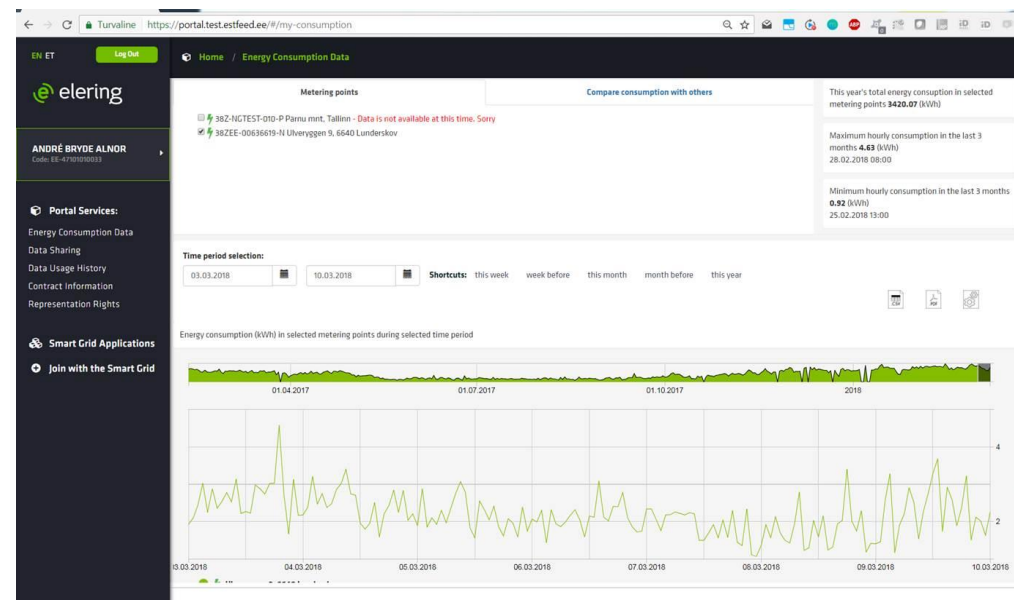 Turvaline
https://portal.test.estfeed.ee/#/my-consumption
EN ET
Log Out
elering
ANDRÉ BRYDE ALNOR
Code: EE-47101010033
Portal Services:
Energy Consumption Data
Data Sharing
Data Usage History
Contract Information
Representation Rights
Smart Grid Applications
Join with the Smart Grid
Home / Energy Consumption Data
Metering points
Compare consumption with others
38Z-NGTEST-010-P Parnu mnt, Tallinn - Data is not available at this time. Sorry
38ZEE-00636619-N Ulveryggen 9, 6640 Lunderskov
This year's total energy consuption in selected
metering points 3420.07 (kWh)
Maximum hourly consumption in the last 3
months 4.63 (kWh)
28.02.2018 08:00
Minimum hourly consumption in the last 3 months
0.92 (kWh)
25.02.2018 13:00
Time period selection:
03.03.2018
10.03.2018
Shortcuts: this week week before this month month before this year
CSV
PDF
Energy consumption (kWh) in selected metering points during selected time period
01.04.2017 01.07.2017 01.10.2017 2018
4
2
03.03.2018 04.03.2018 05.03.2018 06.03.2018 07.03.2018 08.03.2018 09.03.2018 10.03.2018